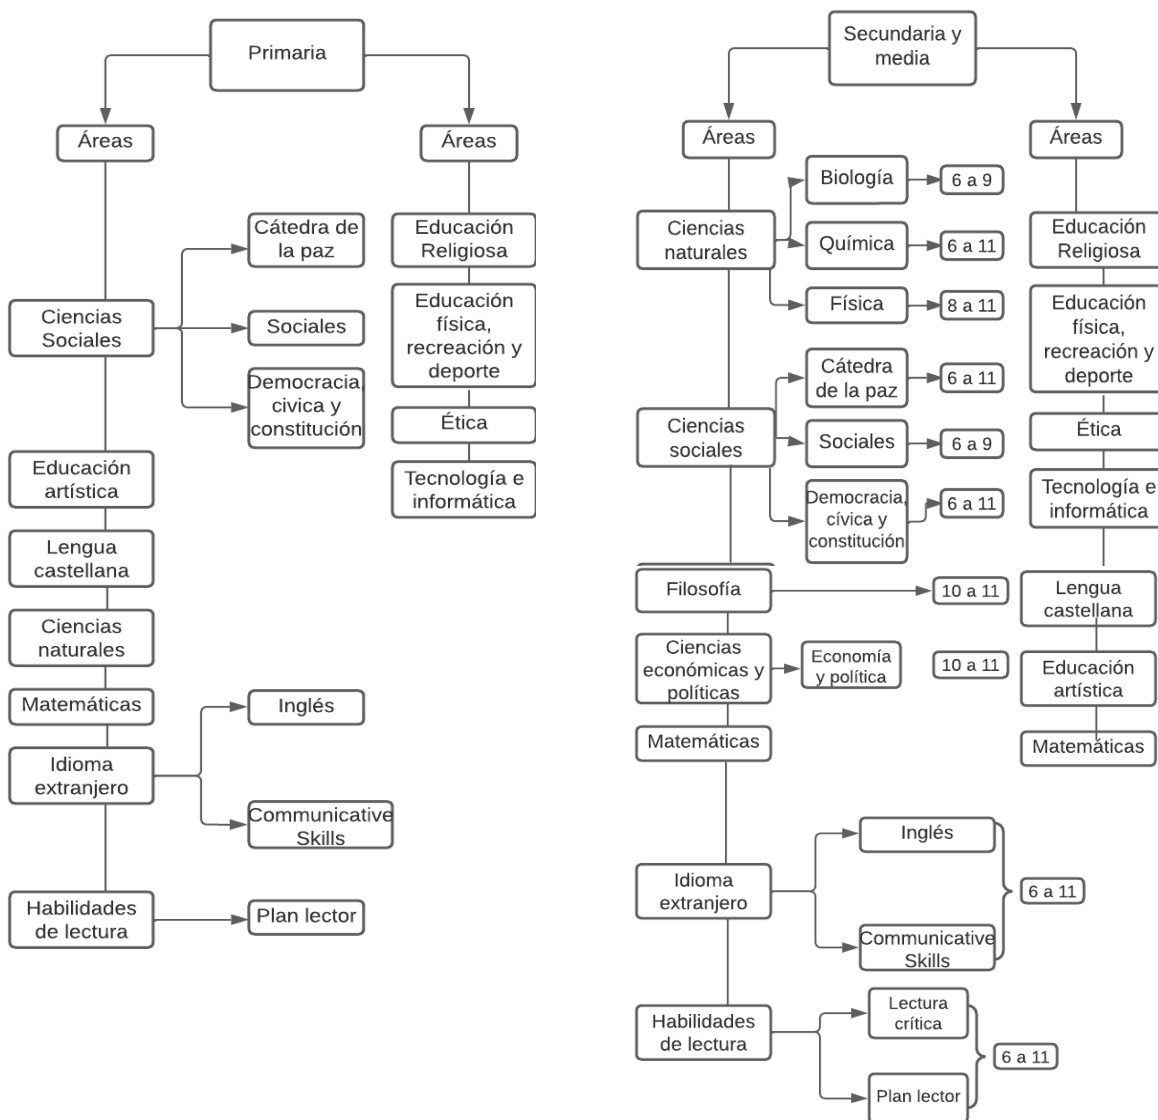 Primaria
Áreas
Ciencias
Sociales
Cátedra de
la paz
Sociales
Democracia,
civica y
constitución
Educación
artística
Lengua
castellana
Ciencias
naturales
Matemáticas
Idioma
extranjero
Inglés
Communicative
Skills
Habilidades
de lectura
Plan lector
Áreas
Educación
Religiosa
Educación
física,
recreación y
deporte
Ética
Tecnología e
informática
Secundaria y
media
Áreas
Ciencias
naturales
Biología
6 a 9
Química
6 a 11
Física
8 a 11
Ciencias
sociales
Cátedra
de la paz
6 a 11
Sociales
6 a 9
Democracia,
cívica y
constitución
6 a 11
Filosofía
10 a 11
Ciencias
económicas y
políticas
Economía
y política
10 a 11
Matemáticas
Idioma
extranjero
Inglés
Communicative
Skills
6 a 11
Habilidades
de lectura
Lectura
crítica
Plan lector
6 a 11
Áreas
Educación
Religiosa
Educación
física,
recreación y
deporte
Ética
Tecnología e
informática
Lengua
castellana
Educación
artística
Matemáticas